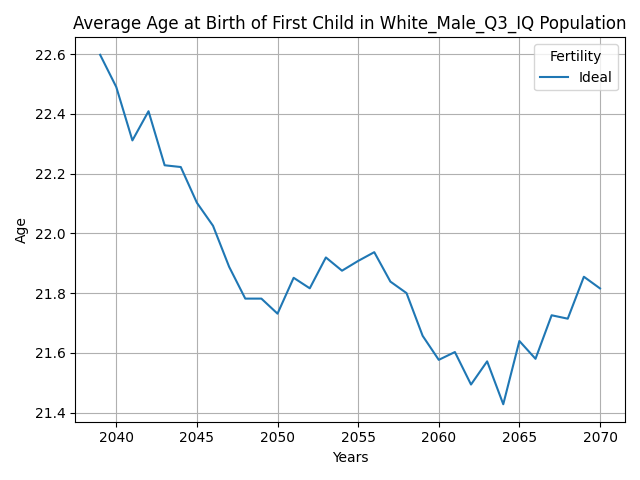 Average Age at Birth of First Child in White_Male_Q3_IQ Population
Fertility
Ideal
22.6
22.4
22.2
22.0
21.8
21.6
21.4
Age
2040 2045 2050 2055 2060 2065 2070
Years